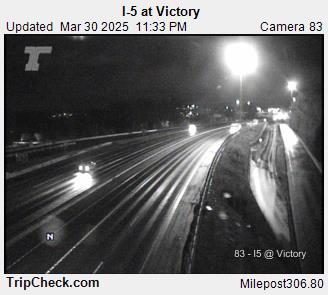 I-5 at Victory
Updated  Mar 30 2025  11:33 PM
Camera 83
T
N
83 - I5 @ Victory
TripCheck.com
Milepost306.80